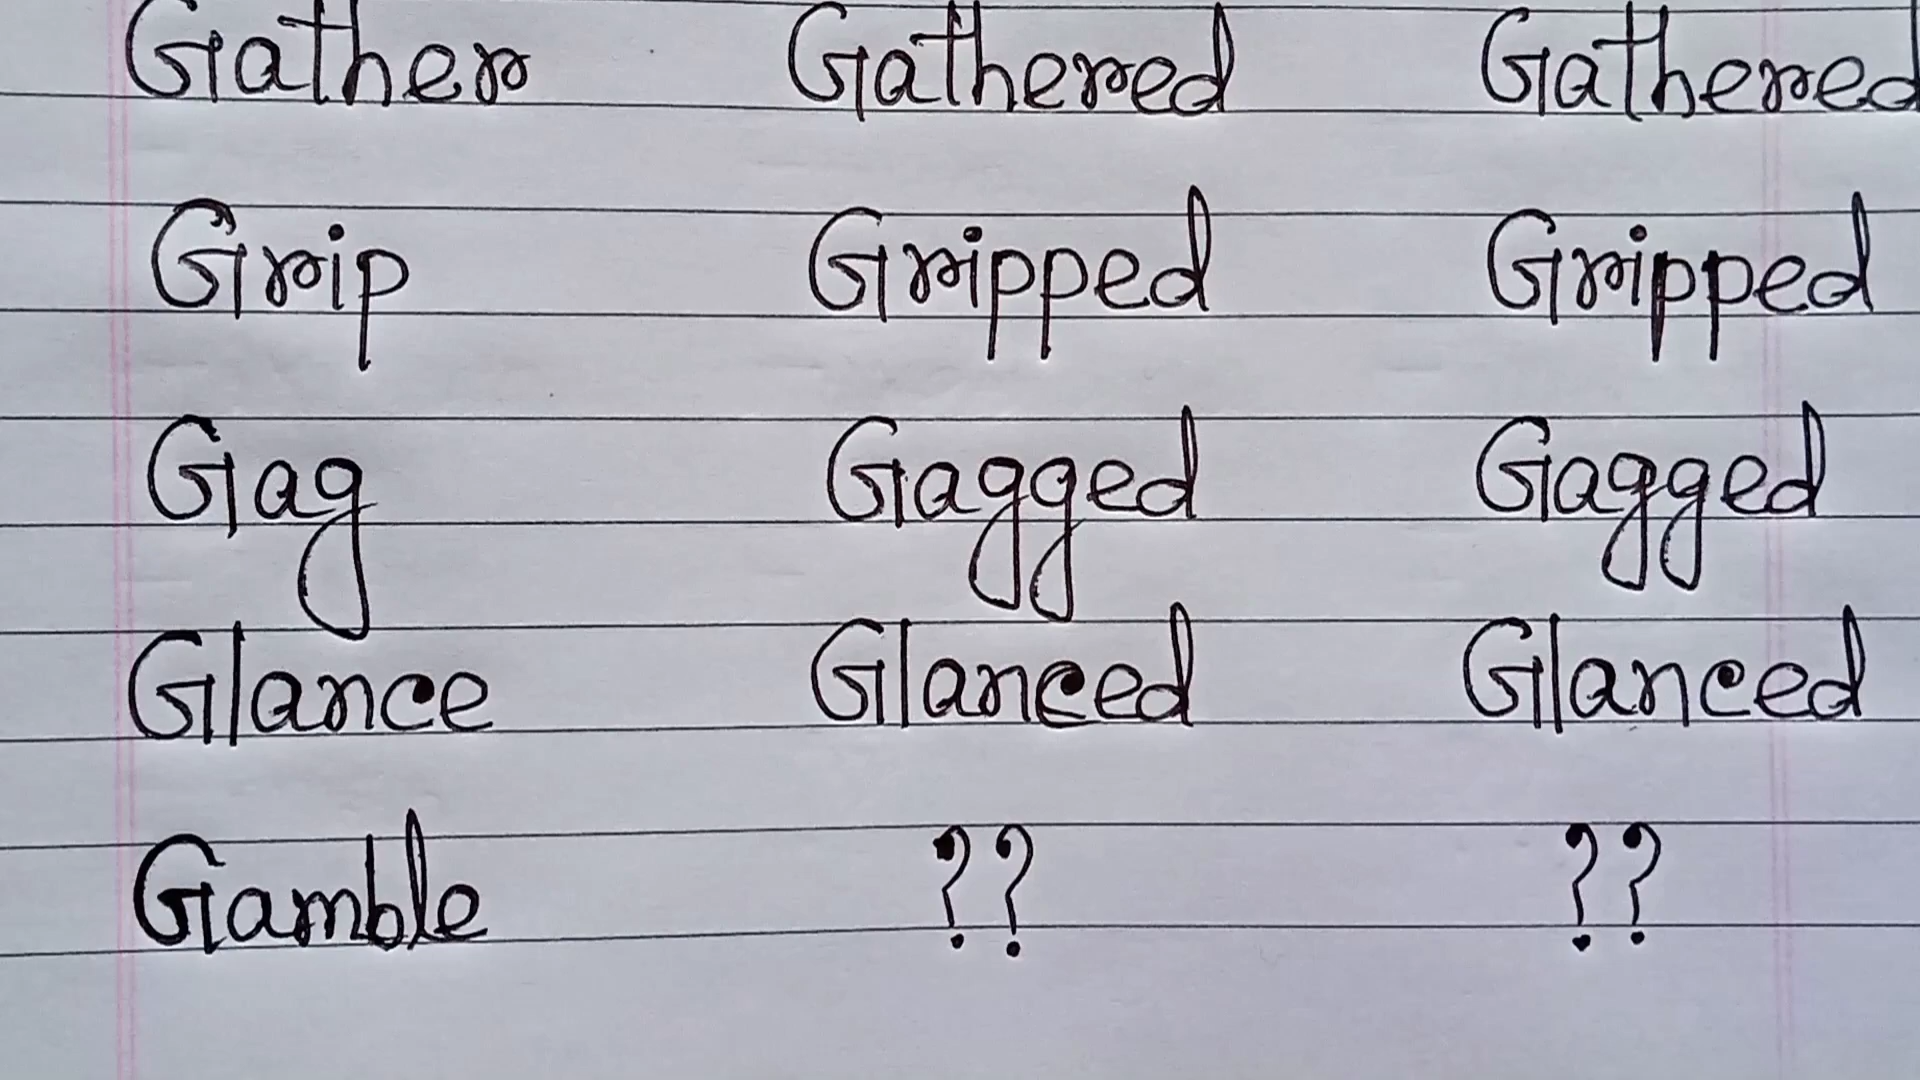 Gather Gathered Gathered
Grip Gripped Gripped
Gag Gagged Gagged
Glance Glanced Glanced
Gamble ?? ??